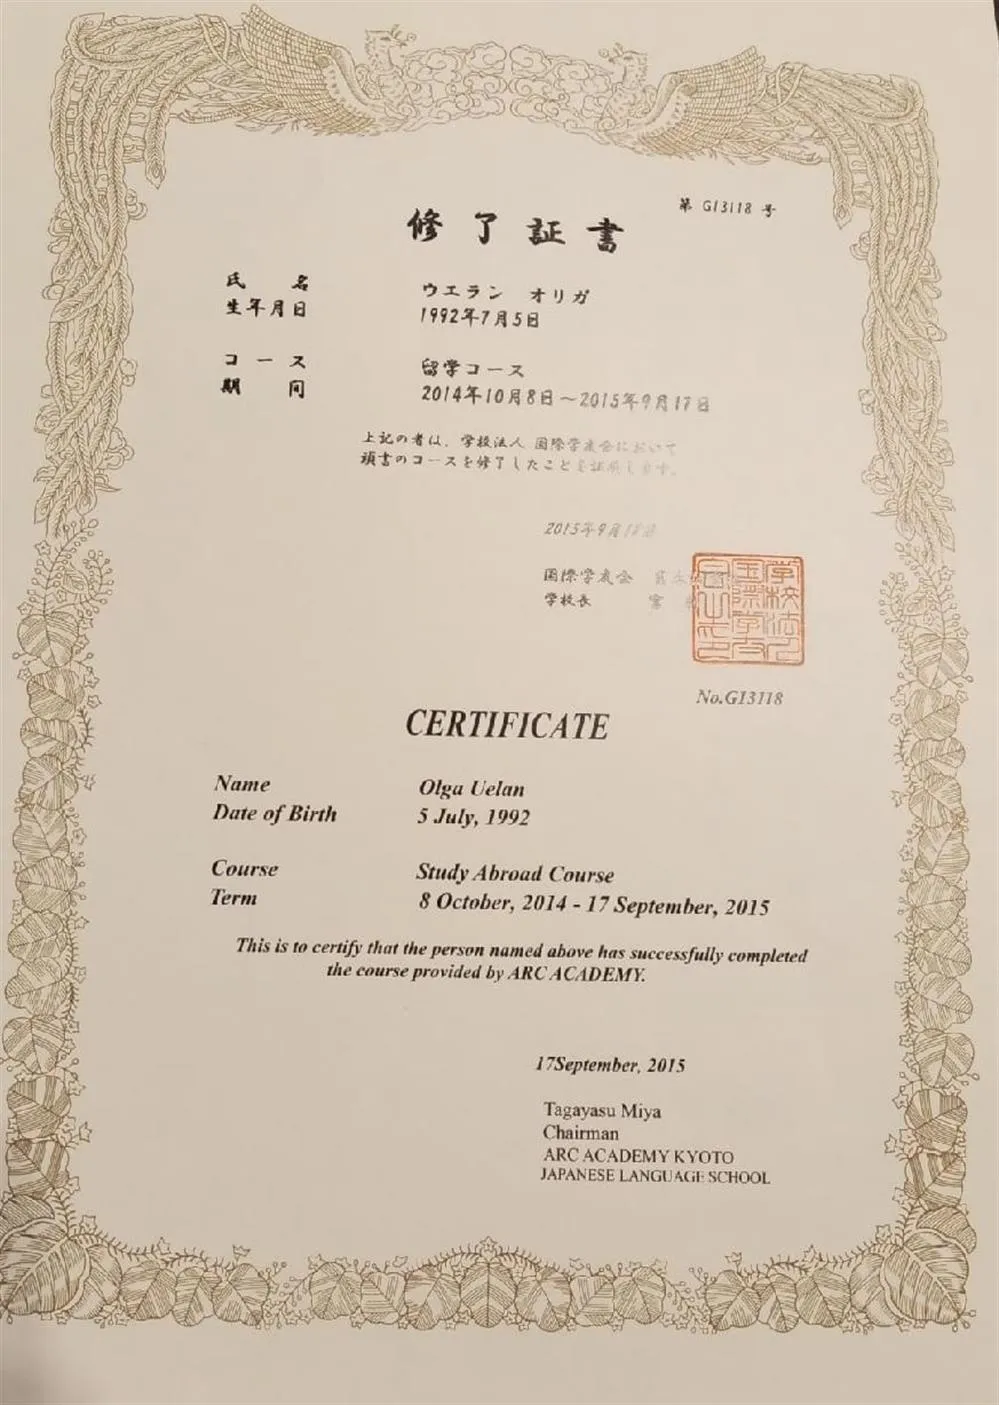 第 G13118 号
修了証書
氏名 ウエラン オリガ
生年月日 1992年7月5日
コース 留学コース
期間 2014年10月8日～2015年9月17日
上記の者は、学校法人 国際学友会において
頭書のコースを修了したことを証明します。
2015年9月
国際学友会
学校長
No.G13118
CERTIFICATE
Name Olga Uelan
Date of Birth 5 July, 1992
Course Study Abroad Course
Term 8 October, 2014 - 17 September, 2015
This is to certify that the person named above has successfully completed
the course provided by ARC ACADEMY.
17September, 2015
Tagayasu Miya
Chairman
ARC ACADEMY KYOTO
JAPANESE LANGUAGE SCHOOL